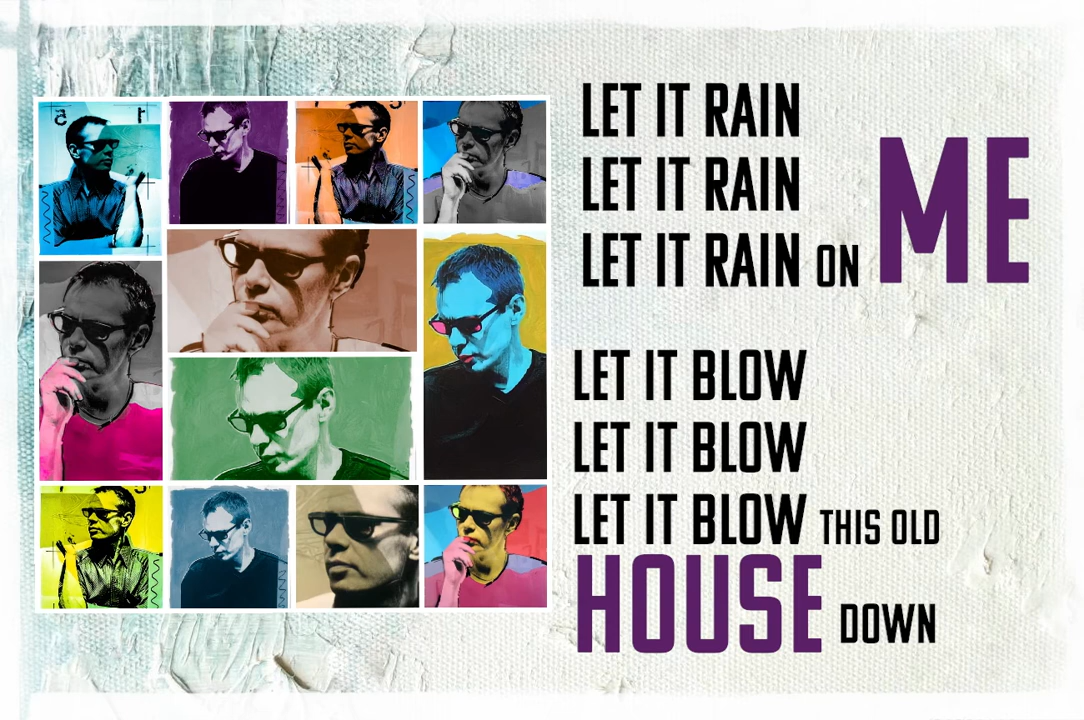 LET IT RAIN
LET IT RAIN
LET IT RAIN ON ME
LET IT BLOW
LET IT BLOW
LET IT BLOW THIS OLD
HOUSE DOWN